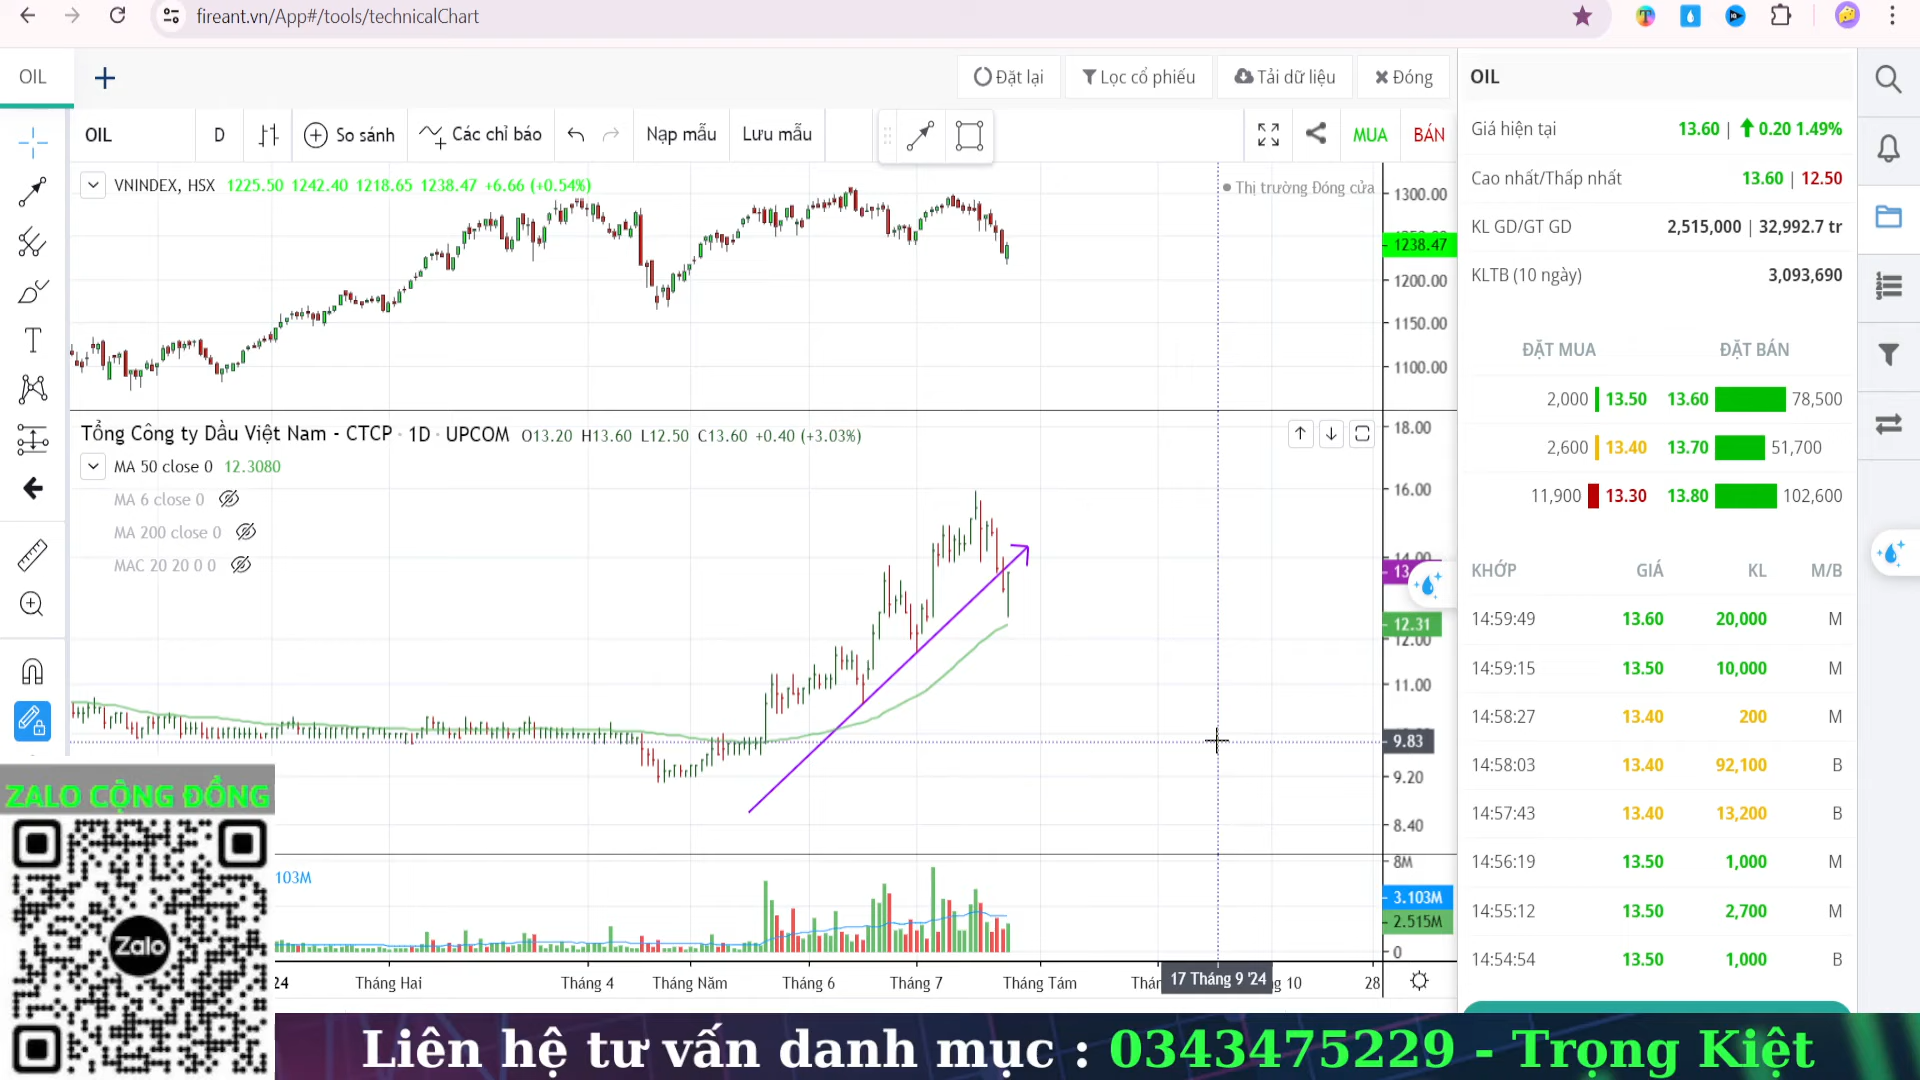 fireant.vn/App#/tools/technicalChart
OIL
Đặt lại
Lọc cổ phiếu
Tải dữ liệu
Đóng
OIL
D
So sánh
Các chỉ báo
Nạp mẫu
Lưu mẫu
MUA
BÁN
VNINDEX, HSX 1225.50 1242.40 1218.65 1238.47 +6.66 (+0.54%)
Thị trường Đóng cửa
1300.00
1238.47
1200.00
1150.00
1100.00
Tổng Công ty Dầu Việt Nam - CTCP · 1D · UPCOM O13.20 H13.60 L12.50 C13.60 +0.40 (+3.03%)
MA 50 close 0 12.3080
MA 6 close 0
MA 200 close 0
MAC 20 20 0 0
18.00
16.00
14.00
12.31
12.00
11.00
9.83
9.20
8.40
103M
8M
3.103M
2.515M
0
24
Tháng Hai
Tháng 4
Tháng Năm
Tháng 6
Tháng 7
Tháng Tám
17 Tháng 9 '24
10
28
OIL
Giá hiện tại 13.60 | 0.20 1.49%
Cao nhất/Thấp nhất 13.60 | 12.50
KL GD/GT GD 2,515,000 | 32,992.7 tr
KLTB (10 ngày) 3,093,690
ĐẶT MUA ĐẶT BÁN
2,000 13.50 13.60 78,500
2,600 13.40 13.70 51,700
11,900 13.30 13.80 102,600
KHỚP GIÁ KL M/B
14:59:49 13.60 20,000 M
14:59:15 13.50 10,000 M
14:58:27 13.40 200 M
14:58:03 13.40 92,100 B
14:57:43 13.40 13,200 B
14:56:19 13.50 1,000 M
14:55:12 13.50 2,700 M
14:54:54 13.50 1,000 B
ZALO CỘNG ĐỒNG
Zalo
Liên hệ tư vấn danh mục : 0343475229 - Trọng Kiệt